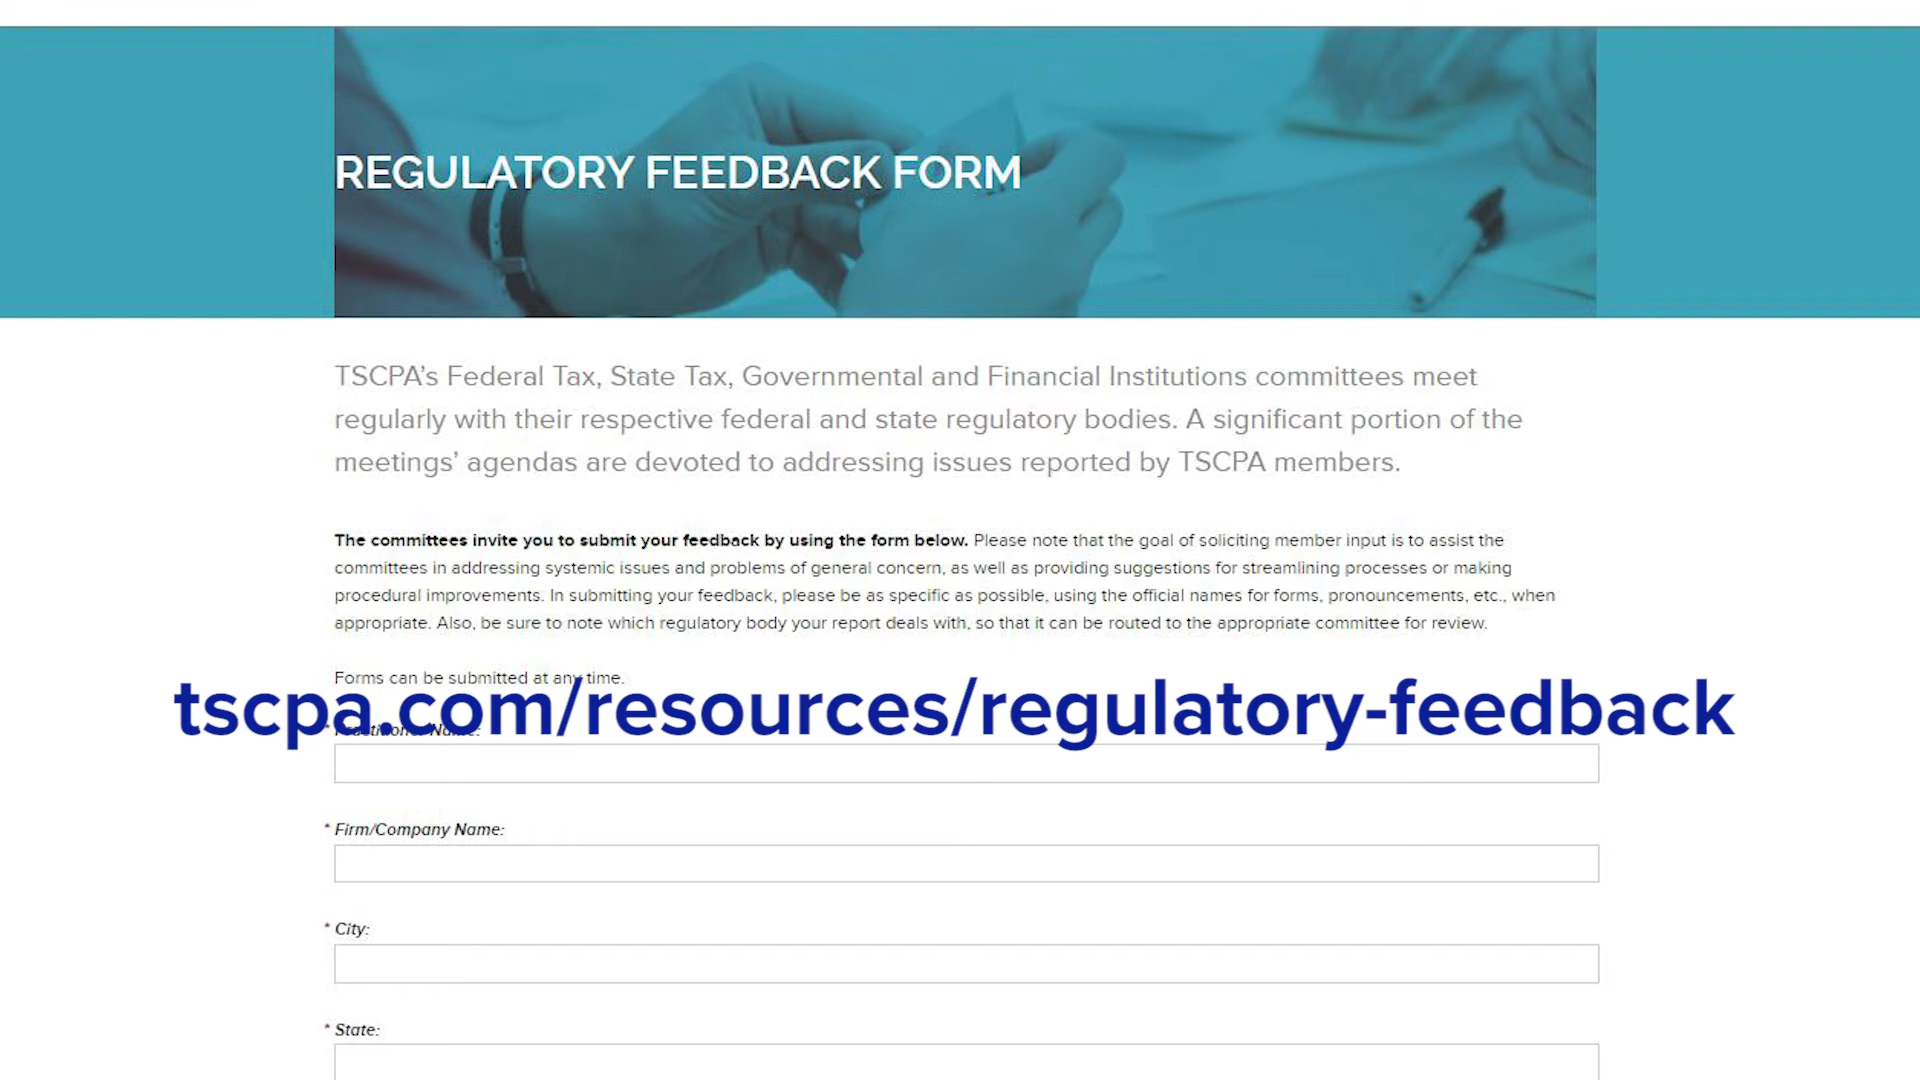 REGULATORY FEEDBACK FORM
TSCPA’s Federal Tax, State Tax, Governmental and Financial Institutions committees meet
regularly with their respective federal and state regulatory bodies. A significant portion of the
meetings’ agendas are devoted to addressing issues reported by TSCPA members.
The committees invite you to submit your feedback by using the form below. Please note that the goal of soliciting member input is to assist the
committees in addressing systemic issues and problems of general concern, as well as providing suggestions for streamlining processes or making
procedural improvements. In submitting your feedback, please be as specific as possible, using the official names for forms, pronouncements, etc., when
appropriate. Also, be sure to note which regulatory body your report deals with, so that it can be routed to the appropriate committee for review.
Forms can be submitted at any time.
tscpa.com/resources/regulatory-feedback
* Practitioner Name:
* Firm/Company Name:
* City:
* State: